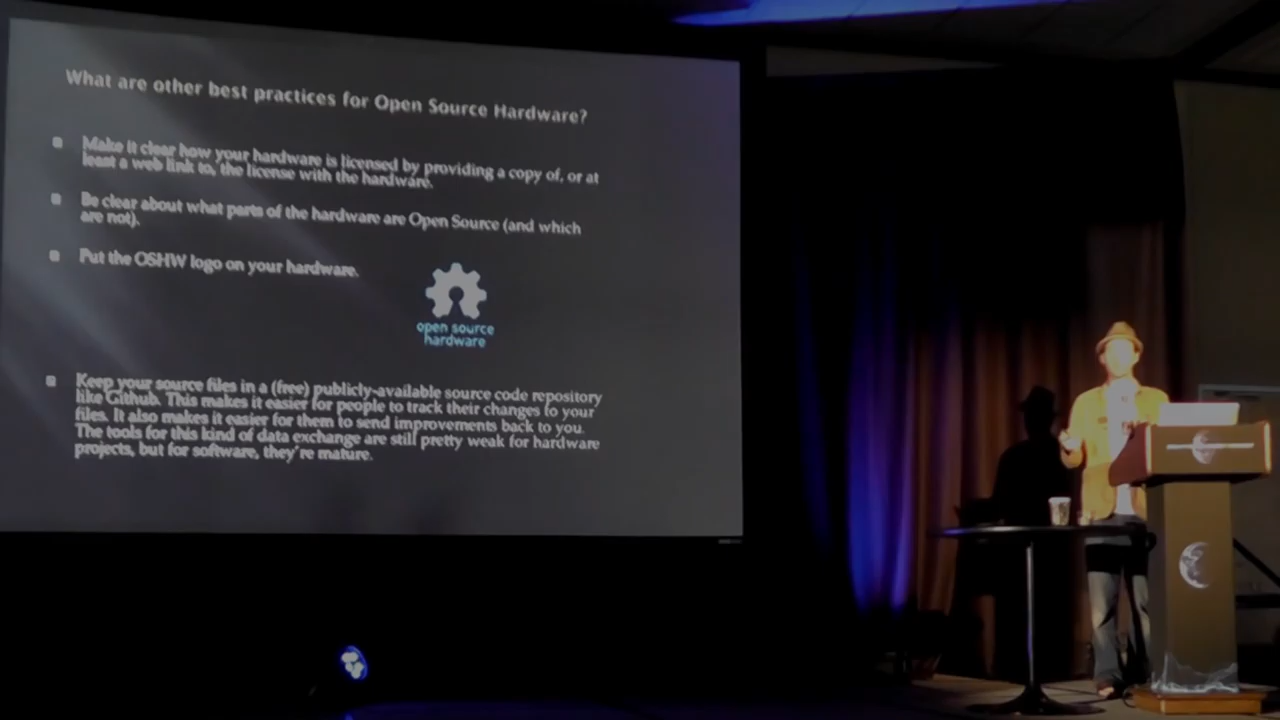 What are other best practices for Open Source Hardware?
Make it clear how your hardware is licensed by providing a copy of, or at
least a web link to, the license with the hardware.
Be clear about what parts of the hardware are Open Source (and which
are not).
Put the OSHW logo on your hardware.
open source
hardware
Keep your source files in a (free) publicly-available source code repository
like Github. This makes it easier for people to track their changes to your
files. It also makes it easier for them to send improvements back to you.
The tools for this kind of data exchange are still pretty weak for hardware
projects, but for software, they're mature.